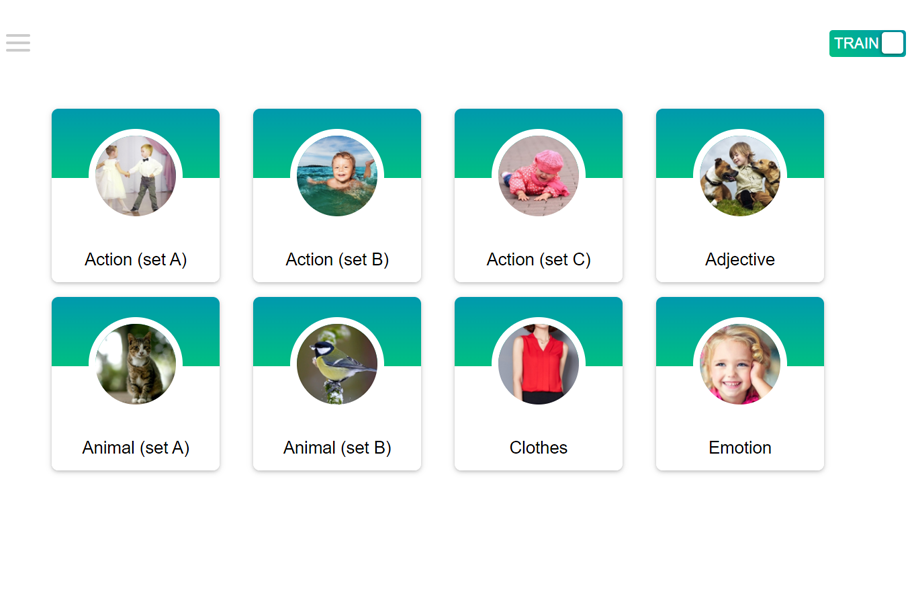 TRAIN
Action (set A)
Action (set B)
Action (set C)
Adjective
Animal (set A)
Animal (set B)
Clothes
Emotion